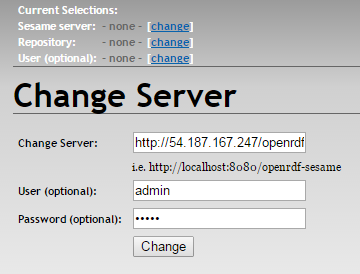 Current Selections:
Sesame server: - none - [change]
Repository: - none - [change]
User (optional): - none - [change]
Change Server
Change Server: http://54.187.167.247/openrdf
i.e. http://localhost:8080/openrdf-sesame
User (optional): admin
Password (optional): •••••
Change